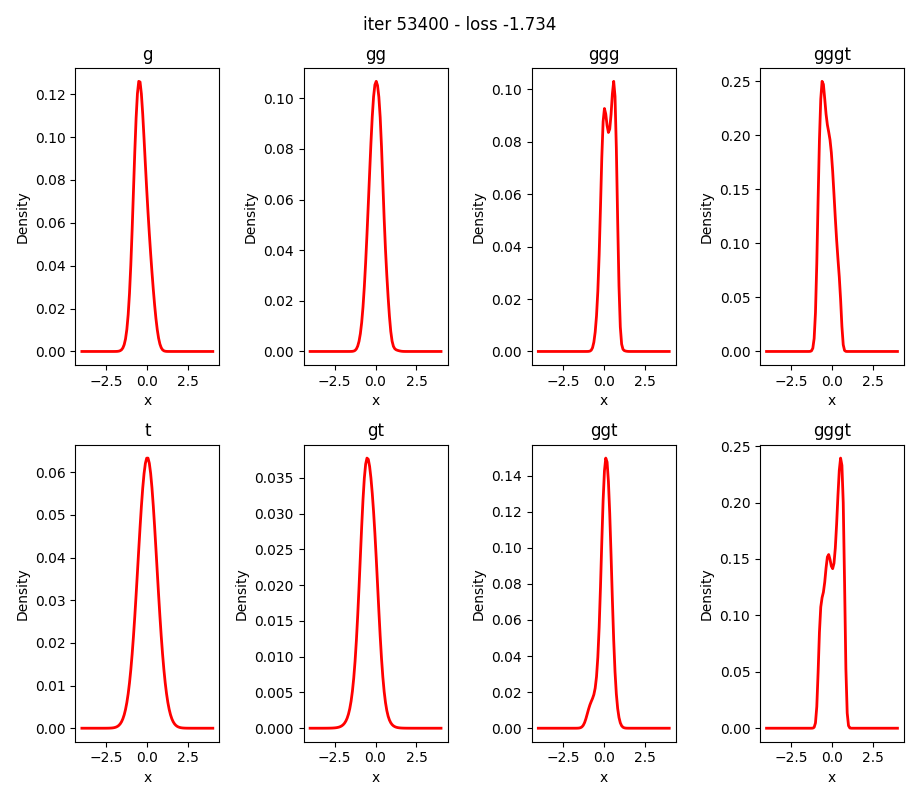 iter 53400 - loss -1.734
g gg ggg gggt
0.12 0.10 0.08 0.06 0.04 0.02 0.00
Density
−2.5 0.0 2.5
x
0.10 0.08 0.06 0.04 0.02 0.00
Density
−2.5 0.0 2.5
x
0.10 0.08 0.06 0.04 0.02 0.00
Density
−2.5 0.0 2.5
x
0.25 0.20 0.15 0.10 0.05 0.00
Density
−2.5 0.0 2.5
x
t gt ggt gggt
0.06 0.05 0.04 0.03 0.02 0.01 0.00
Density
−2.5 0.0 2.5
x
0.035 0.030 0.025 0.020 0.015 0.010 0.005 0.000
Density
−2.5 0.0 2.5
x
0.14 0.12 0.10 0.08 0.06 0.04 0.02 0.00
Density
−2.5 0.0 2.5
x
0.25 0.20 0.15 0.10 0.05 0.00
Density
−2.5 0.0 2.5
x